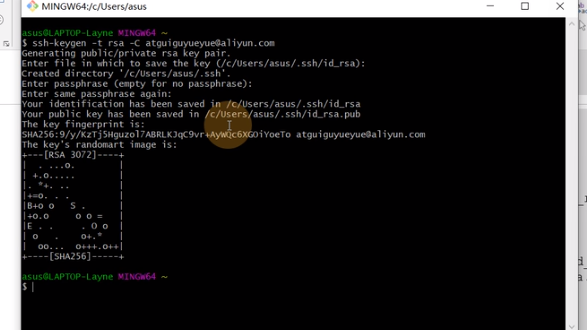 MINGW64:/c/Users/asus
asus@LAPTOP-Layne MINGW64 ~
$ ssh-keygen -t rsa -C atguiguyueyue@aliyun.com
Generating public/private rsa key pair.
Enter file in which to save the key (/c/Users/asus/.ssh/id_rsa):
Created directory '/c/Users/asus/.ssh'.
Enter passphrase (empty for no passphrase):
Enter same passphrase again:
Your identification has been saved in /c/Users/asus/.ssh/id_rsa
Your public key has been saved in /c/Users/asus/.ssh/id_rsa.pub
The key fingerprint is:
SHA256:9/y/KzTj5Hguzol7ABRLKJqC9vr+AyWQc6XGOiYoeTo atguiguyueyue@aliyun.com
The key's randomart image is:
+---[RSA 3072]----+
| . ...o. |
| +.o..... |
|. *+. .. |
|+=o. . . |
|B+o o S . |
|+o.o o o = |
|E . . . O o |
| o . o+.* |
| oo... o+++.o++|
+----[SHA256]-----+
asus@LAPTOP-Layne MINGW64 ~
$